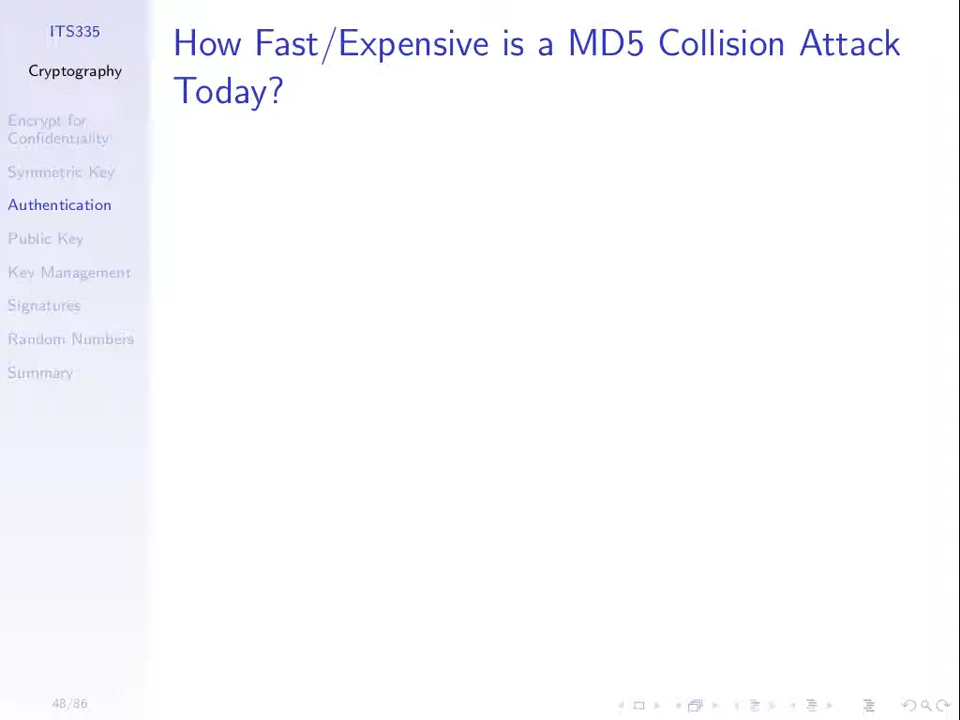 ITS335
Cryptography
Encrypt for
Confidentiality
Symmetric Key
Authentication
Public Key
Key Management
Signatures
Random Numbers
Summary
How Fast/Expensive is a MD5 Collision Attack
Today?
48/86